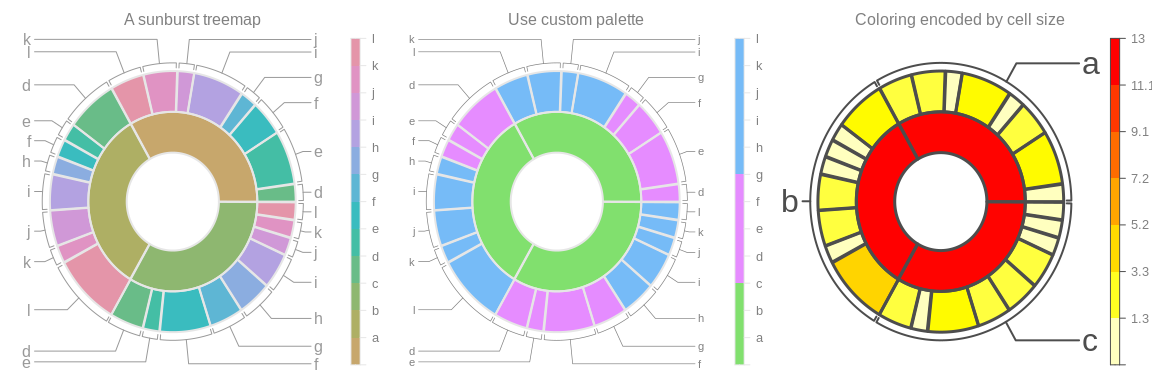 A sunburst treemap
k
l
d
e
f
h
i
j
k
l
d
e
j
i
g
f
e
d
l
k
j
i
h
g
f
l
k
j
i
h
g
f
e
d
c
b
a
Use custom palette
k
l
d
e
f
h
i
j
k
l
d
e
j
i
g
f
e
d
l
k
j
i
h
g
f
l
k
j
i
h
g
f
e
d
c
b
a
Coloring encoded by cell size
a
b
c
13
11.1
9.1
7.2
5.2
3.3
1.3